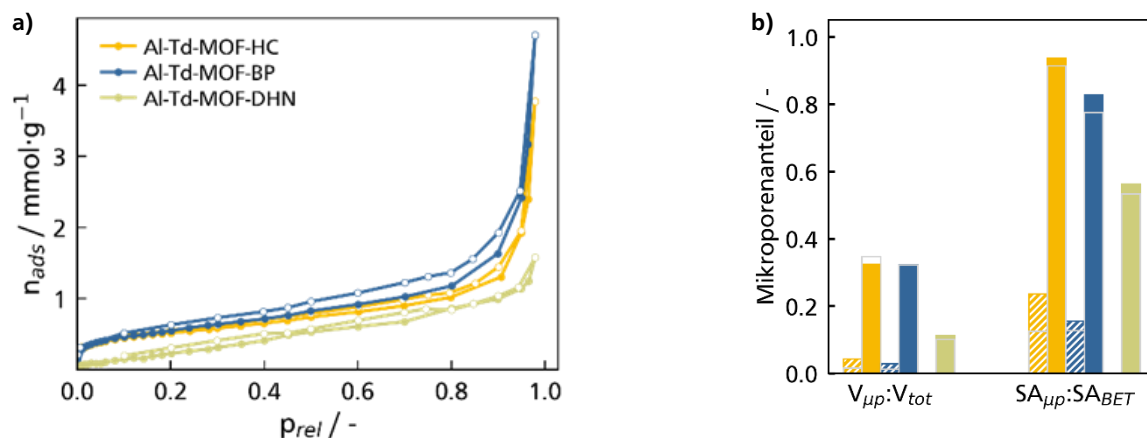 a)
Al-Td-MOF-HC
Al-Td-MOF-BP
Al-Td-MOF-DHN
n_ads / mmol·g⁻¹
4
3
2
1
0.0 0.2 0.4 0.6 0.8 1.0
p_rel / -
b)
Mikroporenanteil / -
1.0
0.8
0.6
0.4
0.2
0.0
V_μp:V_tot SA_μp:SA_BET